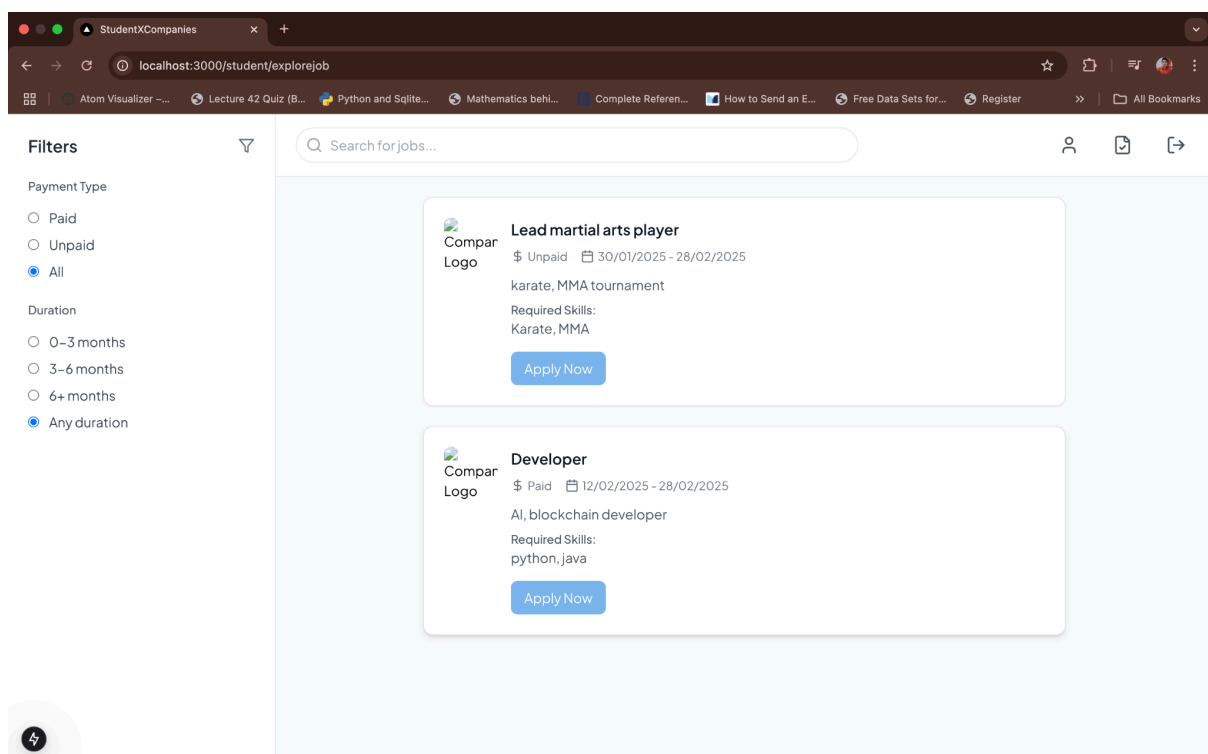 StudentXCompanies
localhost:3000/student/explorejob
Atom Visualizer –... Lecture 42 Quiz (B... Python and Sqlite... Mathematics behi... Complete Referen... How to Send an E... Free Data Sets for... Register » All Bookmarks
Filters
Payment Type
Paid
Unpaid
All
Duration
0-3 months
3-6 months
6+ months
Any duration
Search for jobs...
Compan
Logo
Lead martial arts player
$ Unpaid 30/01/2025 - 28/02/2025
karate, MMA tournament
Required Skills:
Karate, MMA
Apply Now
Compan
Logo
Developer
$ Paid 12/02/2025 - 28/02/2025
AI, blockchain developer
Required Skills:
python, java
Apply Now